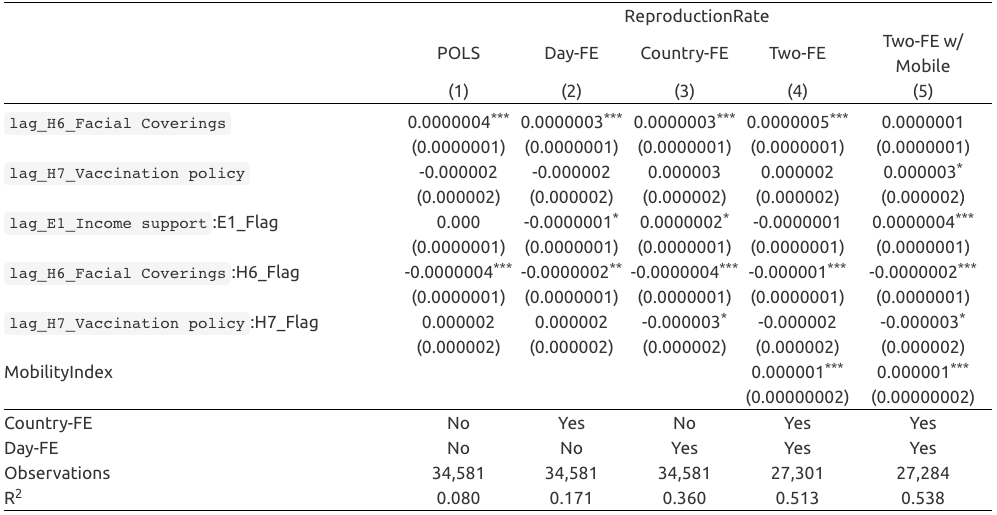 ReproductionRate
POLS Day-FE Country-FE Two-FE Two-FE w/ Mobile
(1) (2) (3) (4) (5)
lag_H6_Facial Coverings 0.0000004*** 0.0000003*** 0.0000003*** 0.0000005*** 0.0000001
(0.0000001) (0.0000001) (0.0000001) (0.0000001) (0.0000001)
lag_H7_Vaccination policy -0.000002 -0.000002 0.000003 0.000002 0.000003*
(0.000002) (0.000002) (0.000002) (0.000002) (0.000002)
lag_E1_Income support:E1_Flag 0.000 -0.0000001* 0.0000002* -0.0000001 0.0000004***
(0.0000001) (0.0000001) (0.0000001) (0.0000001) (0.0000001)
lag_H6_Facial Coverings:H6_Flag -0.0000004*** -0.0000002** -0.0000004*** -0.000001*** -0.0000002***
(0.0000001) (0.0000001) (0.0000001) (0.0000001) (0.0000001)
lag_H7_Vaccination policy:H7_Flag 0.000002 0.000002 -0.000003* -0.000002 -0.000003*
(0.000002) (0.000002) (0.000002) (0.000002) (0.000002)
MobilityIndex 0.000001*** 0.000001***
(0.00000002) (0.00000002)
Country-FE No Yes No Yes Yes
Day-FE No No Yes Yes Yes
Observations 34,581 34,581 34,581 27,301 27,284
R2 0.080 0.171 0.360 0.513 0.538